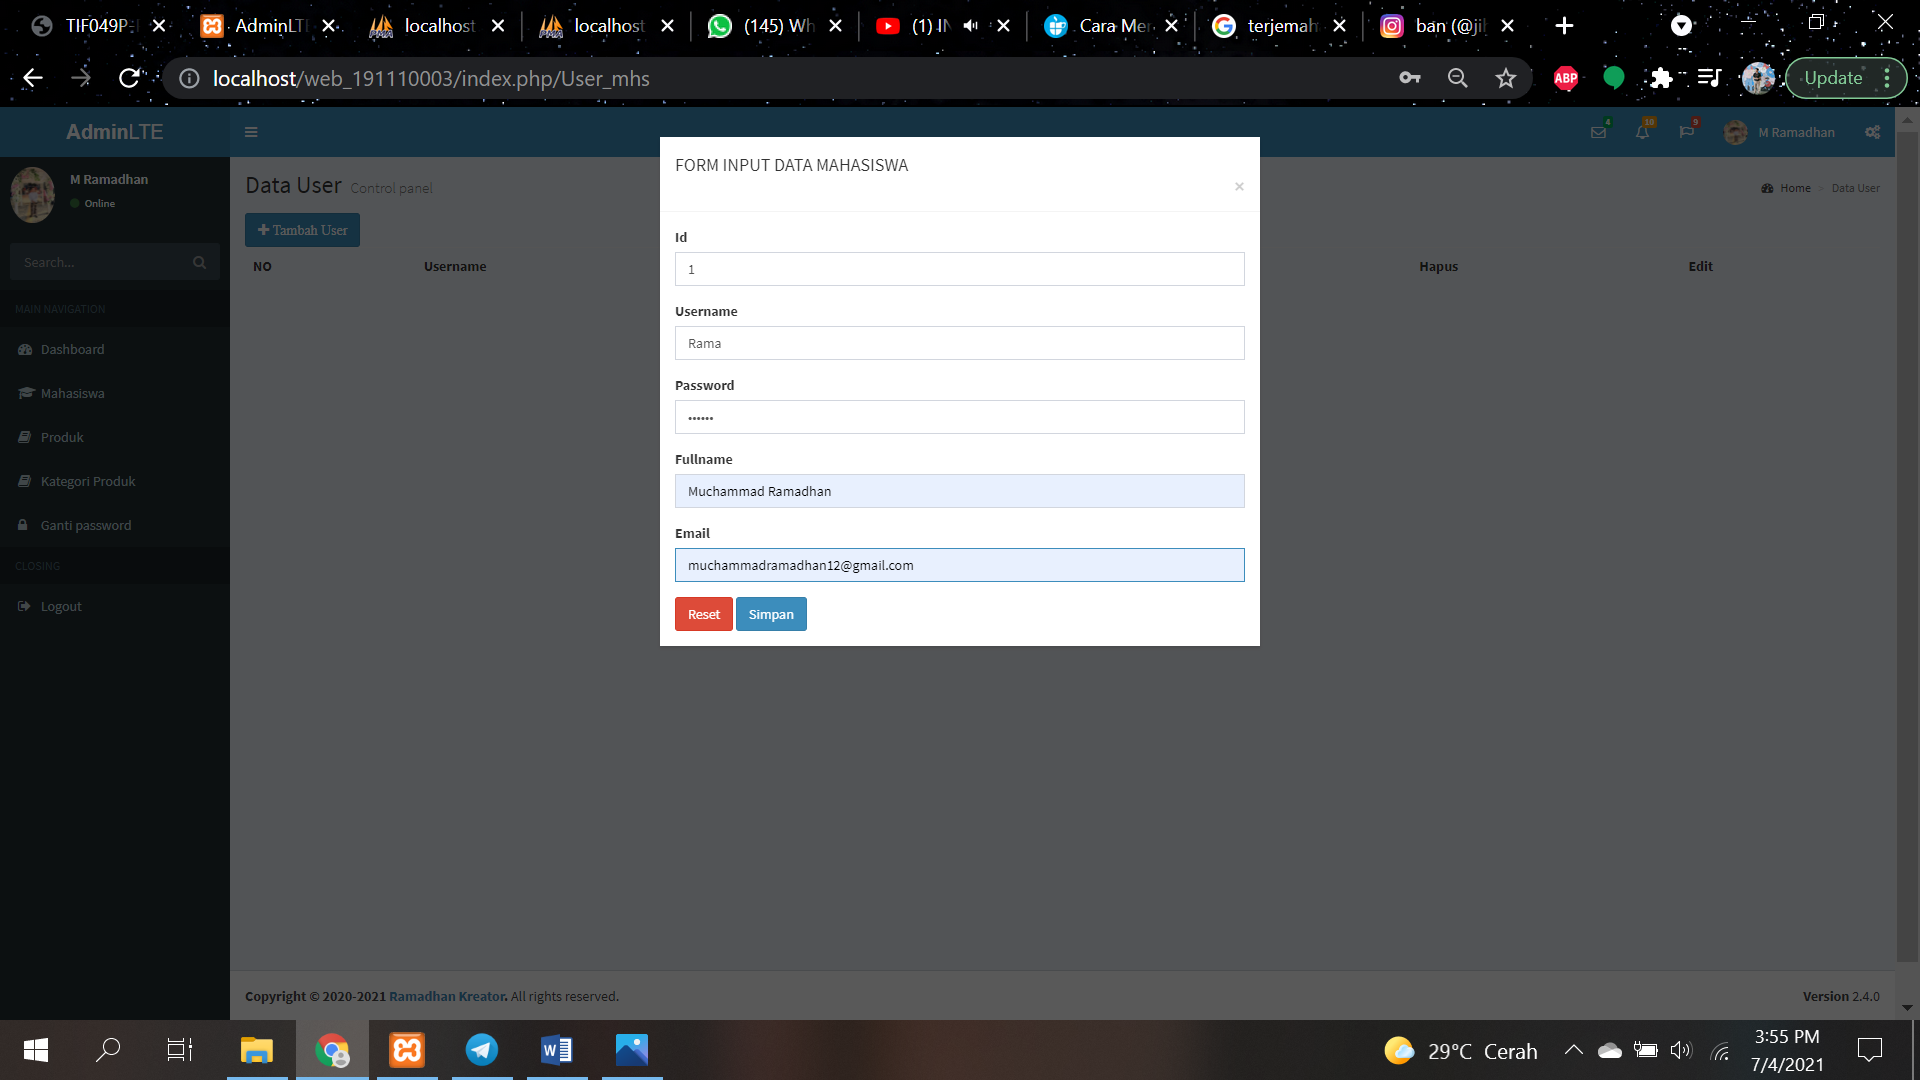 TIF049P-
AdminLTE
localhost
localhost
(145) Wh
(1) IN
Cara Me
terjemah
ban (@jil
localhost/web_191110003/index.php/User_mhs
ABP
Update
AdminLTE
4
10
9
M Ramadhan
M Ramadhan
Online
Search...
MAIN NAVIGATION
Dashboard
Mahasiswa
Produk
Kategori Produk
Ganti password
CLOSING
Logout
Data User Control panel
Home > Data User
Tambah User
NO Username Hapus Edit
FORM INPUT DATA MAHASISWA
×
Id
1
Username
Rama
Password
••••••
Fullname
Muchammad Ramadhan
Email
muchammadramadhan12@gmail.com
Reset Simpan
Copyright © 2020-2021 Ramadhan Kreator. All rights reserved.
Version 2.4.0
29°C Cerah
3:55 PM
7/4/2021